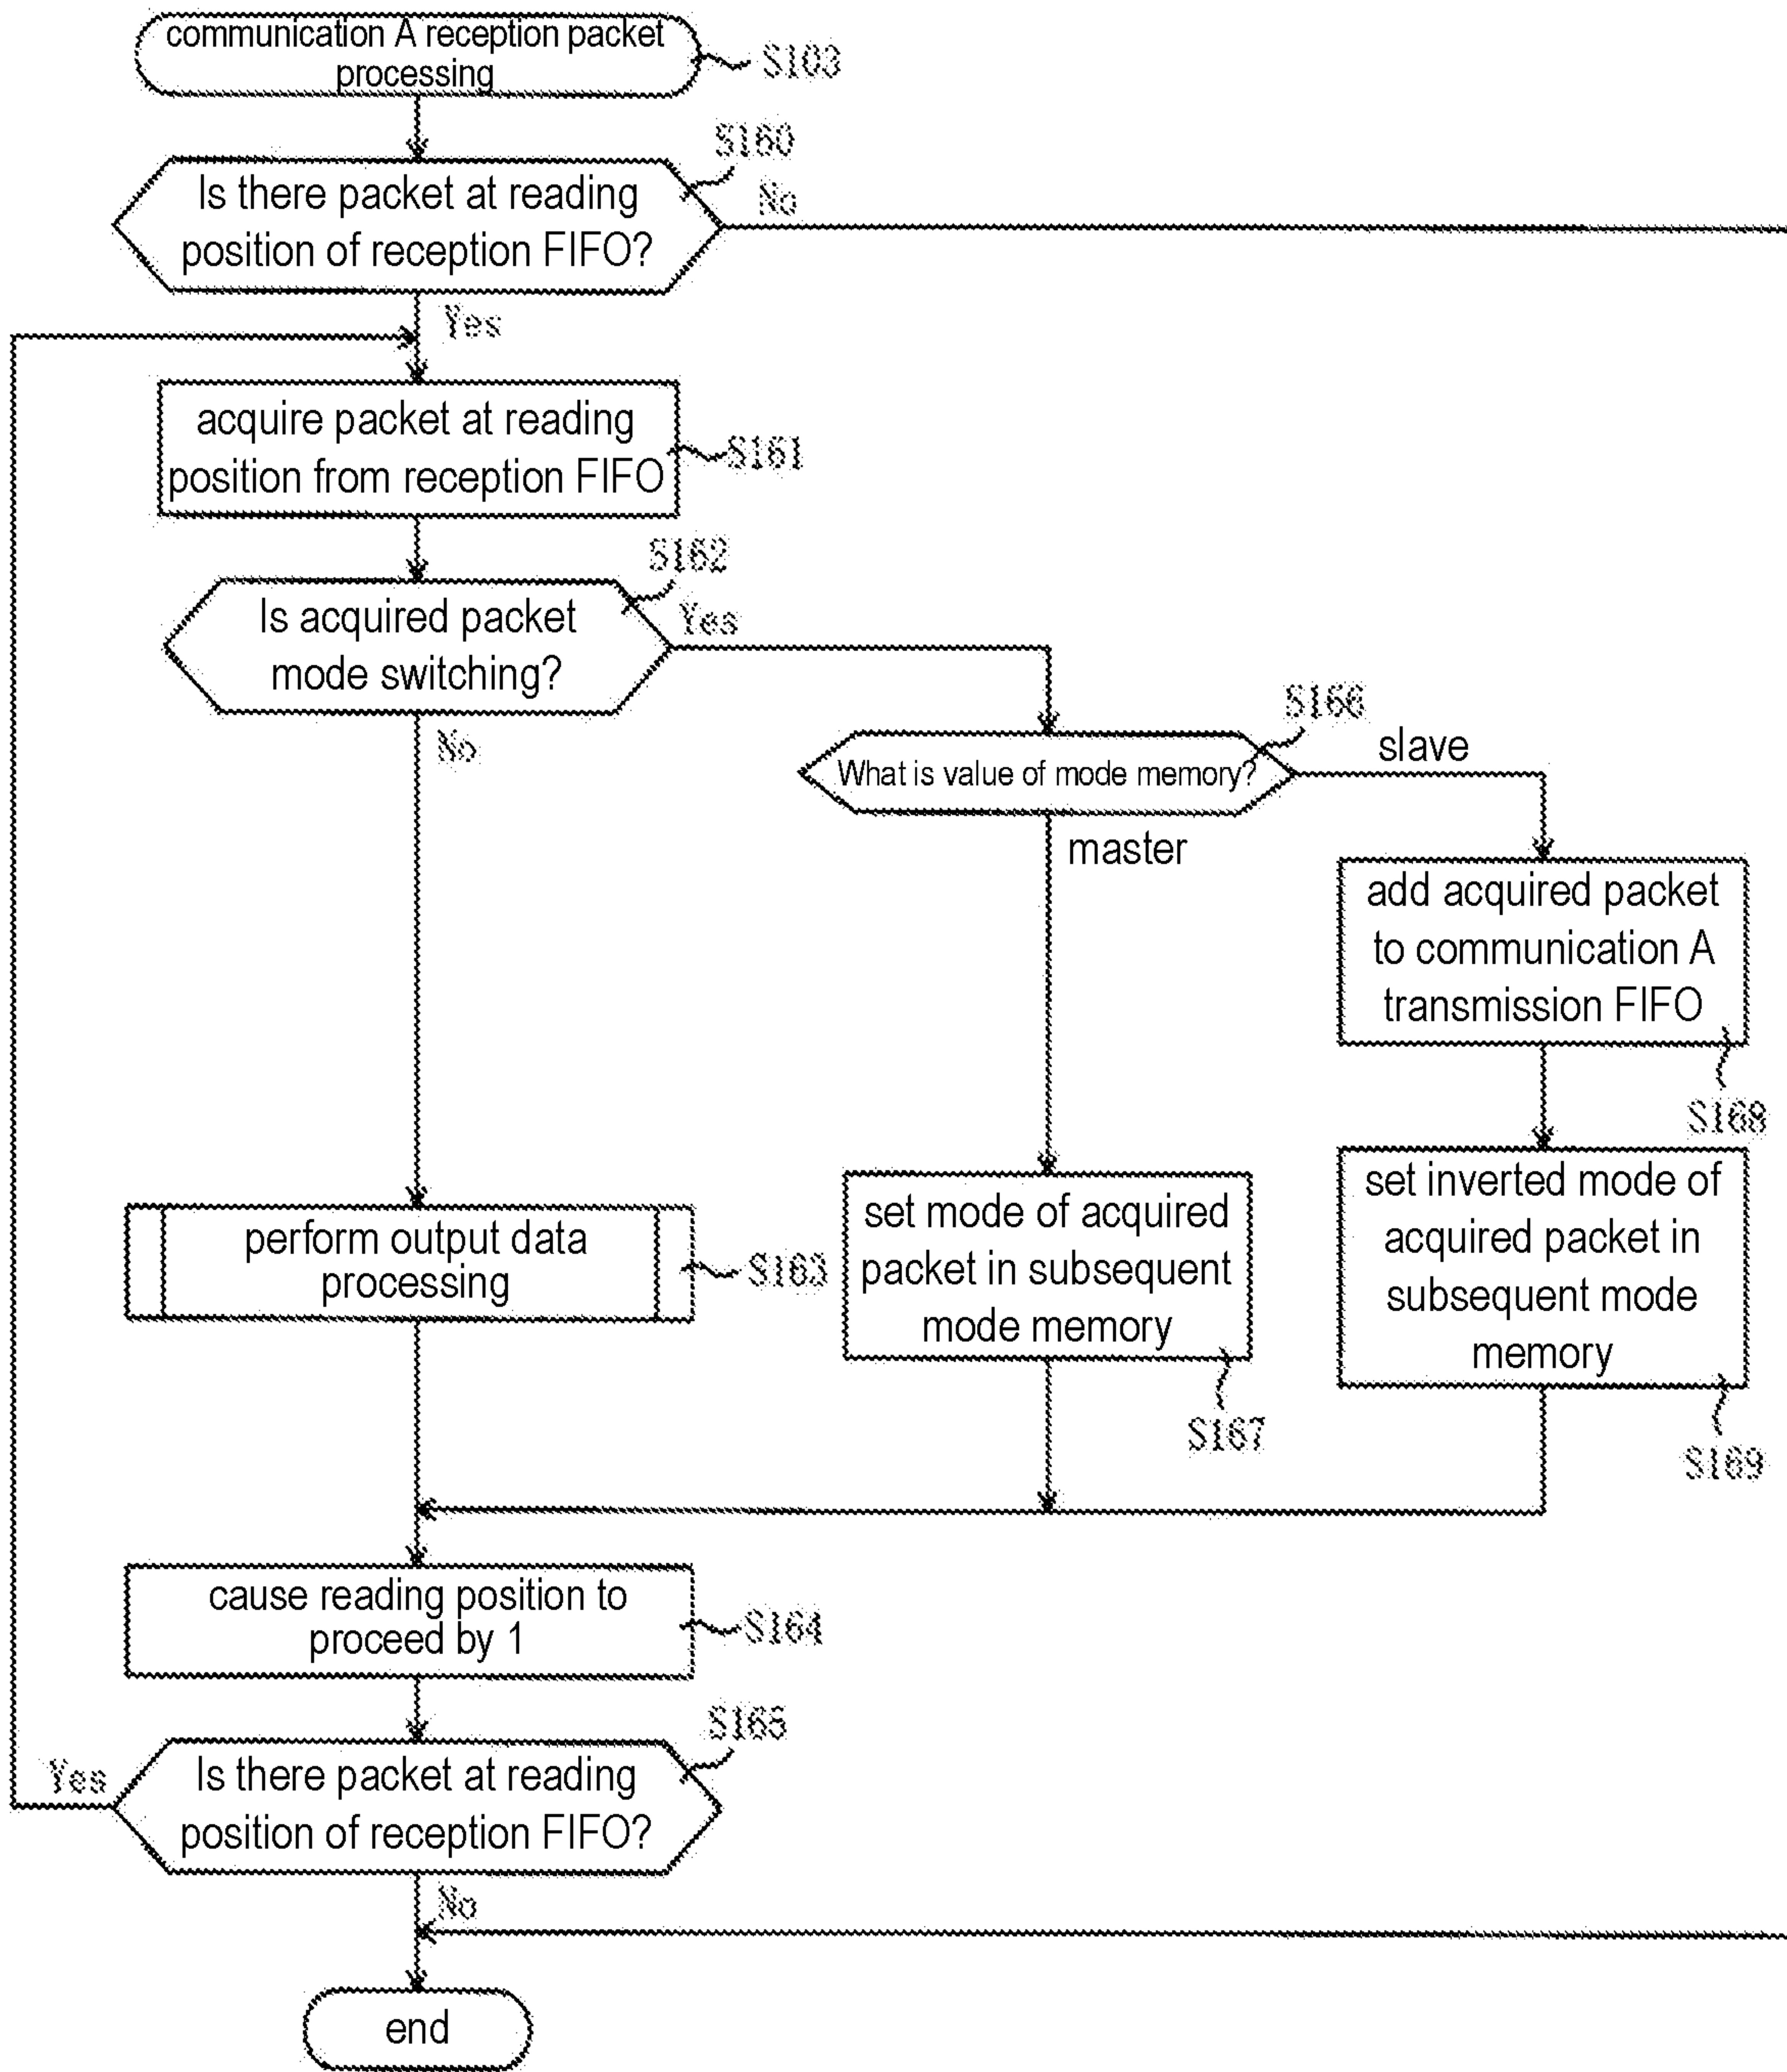 communication A reception packet
processing
S103
S160
Is there packet at reading
position of reception FIFO?
No
Yes
acquire packet at reading
position from reception FIFO
S161
S162
Is acquired packet
mode switching?
Yes
No
S166
What is value of mode memory?
slave
master
add acquired packet
to communication A
transmission FIFO
S168
perform output data
processing
S163
set mode of acquired
packet in subsequent
mode memory
S167
set inverted mode of
acquired packet in
subsequent mode
memory
S169
cause reading position to
proceed by 1
S164
S165
Is there packet at reading
position of reception FIFO?
Yes
No
end